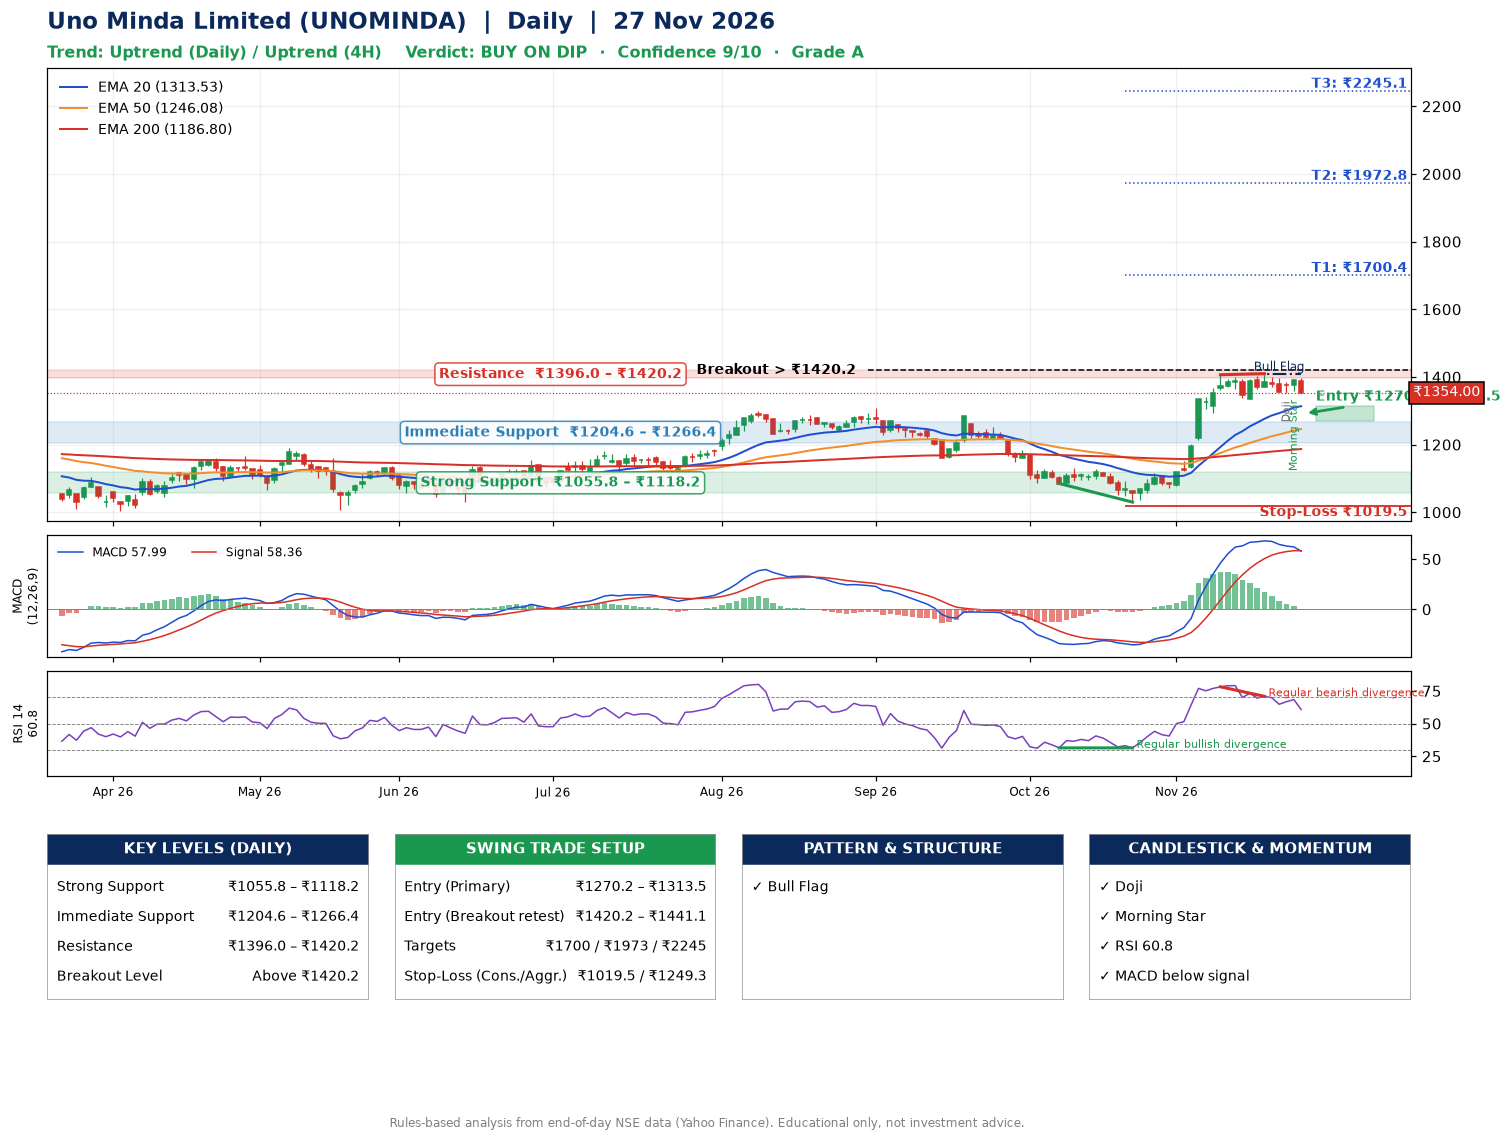 Uno Minda Limited (UNOMINDA)  |  Daily  |  27 Nov 2026
Trend: Uptrend (Daily) / Uptrend (4H)    Verdict: BUY ON DIP  ·  Confidence 9/10  ·  Grade A
EMA 20 (1313.53)
EMA 50 (1246.08)
EMA 200 (1186.80)
T3: ₹2245.1
T2: ₹1972.8
T1: ₹1700.4
2200
2000
1800
1600
1400
1200
1000
Resistance  ₹1396.0 – ₹1420.2
Breakout > ₹1420.2
Bull Flag
₹1354.00
Entry ₹1270
.5
Doji
Morning Star
Immediate Support  ₹1204.6 – ₹1266.4
Strong Support  ₹1055.8 – ₹1118.2
Stop-Loss ₹1019.5
MACD
(12,26,9)
MACD 57.99
Signal 58.36
50
0
RSI 14
60.8
Regular bearish divergence
Regular bullish divergence
75
50
25
Apr 26
May 26
Jun 26
Jul 26
Aug 26
Sep 26
Oct 26
Nov 26
KEY LEVELS (DAILY)
Strong Support ₹1055.8 – ₹1118.2
Immediate Support ₹1204.6 – ₹1266.4
Resistance ₹1396.0 – ₹1420.2
Breakout Level Above ₹1420.2
SWING TRADE SETUP
Entry (Primary) ₹1270.2 – ₹1313.5
Entry (Breakout retest) ₹1420.2 – ₹1441.1
Targets ₹1700 / ₹1973 / ₹2245
Stop-Loss (Cons./Aggr.) ₹1019.5 / ₹1249.3
PATTERN & STRUCTURE
✓ Bull Flag
CANDLESTICK & MOMENTUM
✓ Doji
✓ Morning Star
✓ RSI 60.8
✓ MACD below signal
Rules-based analysis from end-of-day NSE data (Yahoo Finance). Educational only, not investment advice.